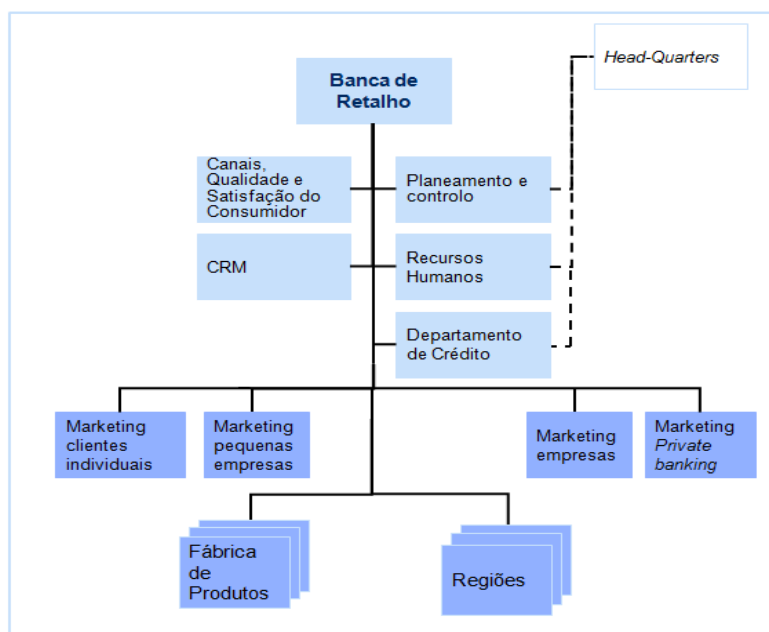 Head-Quarters
Banca de
Retalho
Canais,
Qualidade e
Satisfação do
Consumidor
Planeamento e
controlo
CRM
Recursos
Humanos
Departamento
de Crédito
Marketing
clientes
individuais
Marketing
pequenas
empresas
Marketing
empresas
Marketing
Private
banking
Fábrica
de
Produtos
Regiões